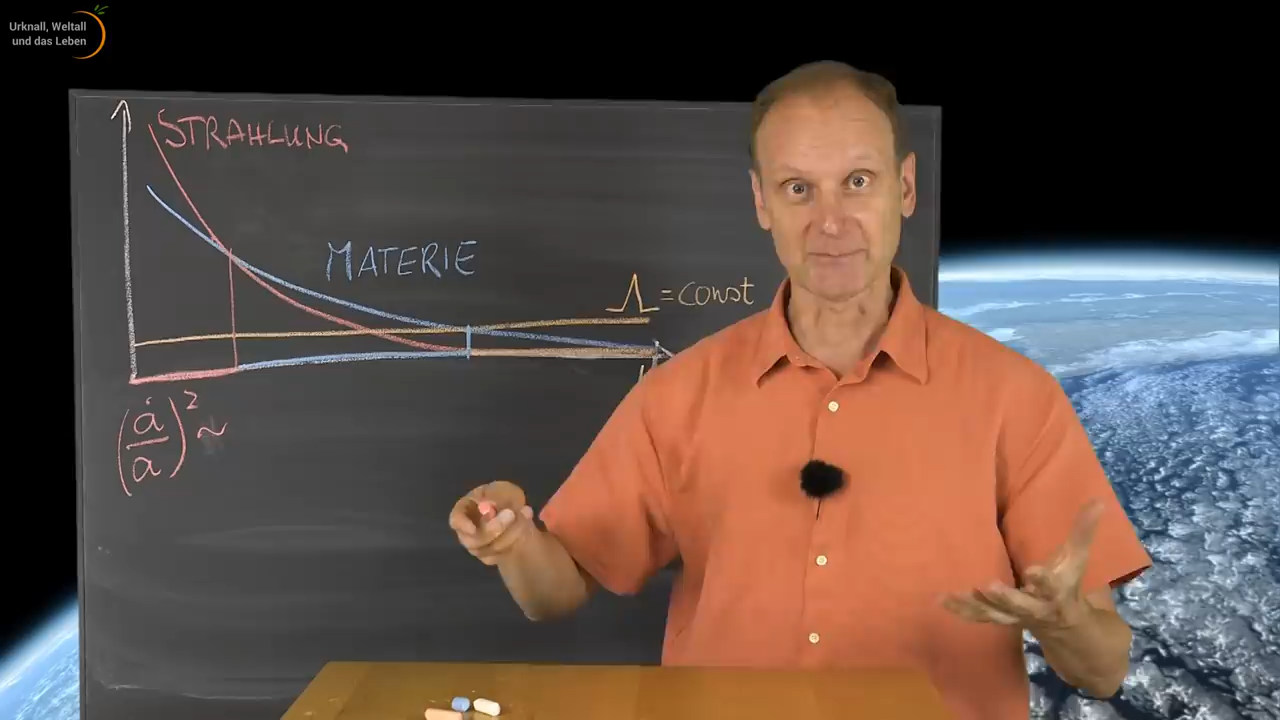 Urknall, Weltall
und das Leben
STRAHLUNG
MATERIE
Λ = const
(ȧ/a)² ~